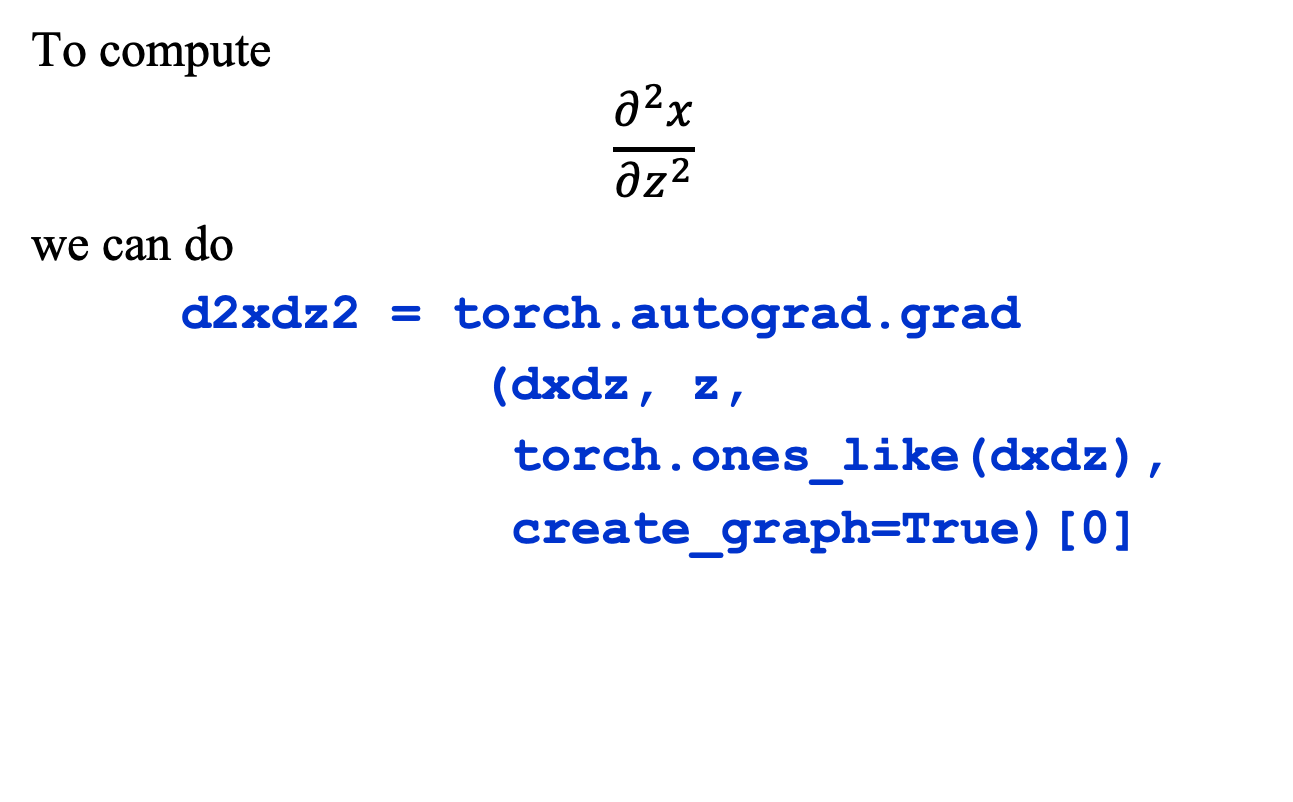 To compute
∂²x
∂z²
we can do
d2xdz2 = torch.autograd.grad
(dxdz, z,
torch.ones_like(dxdz),
create_graph=True)[0]